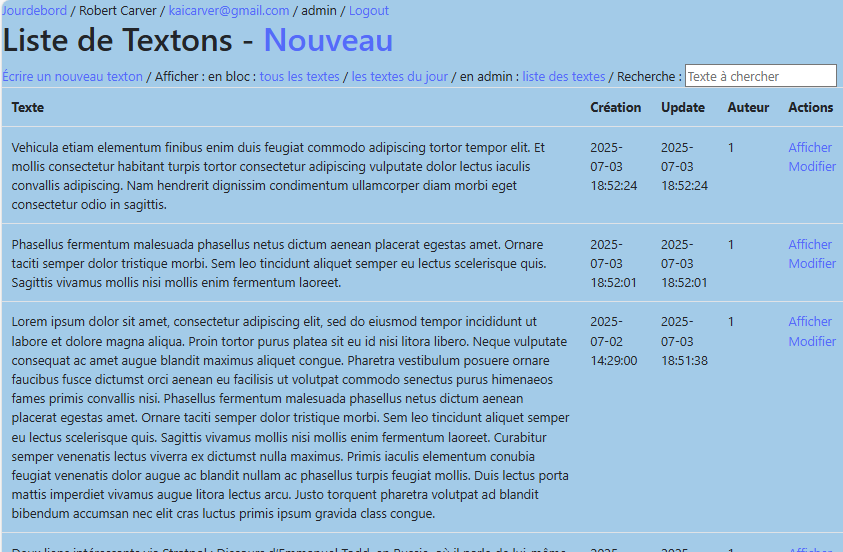 Jourdebord / Robert Carver / kaicarver@gmail.com / admin / Logout
Liste de Textons - Nouveau
Écrire un nouveau texton / Afficher : en bloc : tous les textes / les textes du jour / en admin : liste des textes / Recherche : Texte à chercher
Texte Création Update Auteur Actions
Vehicula etiam elementum finibus enim duis feugiat commodo adipiscing tortor tempor elit. Et 2025- 2025- 1 Afficher
mollis consectetur habitant turpis tortor consectetur adipiscing vulputate dolor lectus iaculis 07-03 07-03 Modifier
convallis adipiscing. Nam hendrerit dignissim condimentum ullamcorper diam morbi eget 18:52:24 18:52:24
consectetur odio in sagittis.
Phasellus fermentum malesuada phasellus netus dictum aenean placerat egestas amet. Ornare 2025- 2025- 1 Afficher
taciti semper dolor tristique morbi. Sem leo tincidunt aliquet semper eu lectus scelerisque quis. 07-03 07-03 Modifier
Sagittis vivamus mollis nisi mollis enim fermentum laoreet. 18:52:01 18:52:01
Lorem ipsum dolor sit amet, consectetur adipiscing elit, sed do eiusmod tempor incididunt ut 2025- 2025- 1 Afficher
labore et dolore magna aliqua. Proin tortor purus platea sit eu id nisi litora libero. Neque vulputate 07-02 07-03 Modifier
consequat ac amet augue blandit maximus aliquet congue. Pharetra vestibulum posuere ornare 14:29:00 18:51:38
faucibus fusce dictumst orci aenean eu facilisis ut volutpat commodo senectus purus himenaeos
fames primis convallis nisi. Phasellus fermentum malesuada phasellus netus dictum aenean
placerat egestas amet. Ornare taciti semper dolor tristique morbi. Sem leo tincidunt aliquet semper
eu lectus scelerisque quis. Sagittis vivamus mollis nisi mollis enim fermentum laoreet. Curabitur
semper venenatis lectus viverra ex dictumst nulla maximus. Primis iaculis elementum conubia
feugiat venenatis dolor augue ac blandit nullam ac phasellus turpis feugiat mollis. Duis lectus porta
mattis imperdiet vivamus augue litora lectus arcu. Justo torquent pharetra volutpat ad blandit
bibendum accumsan nec elit cras luctus primis ipsum gravida class congue.